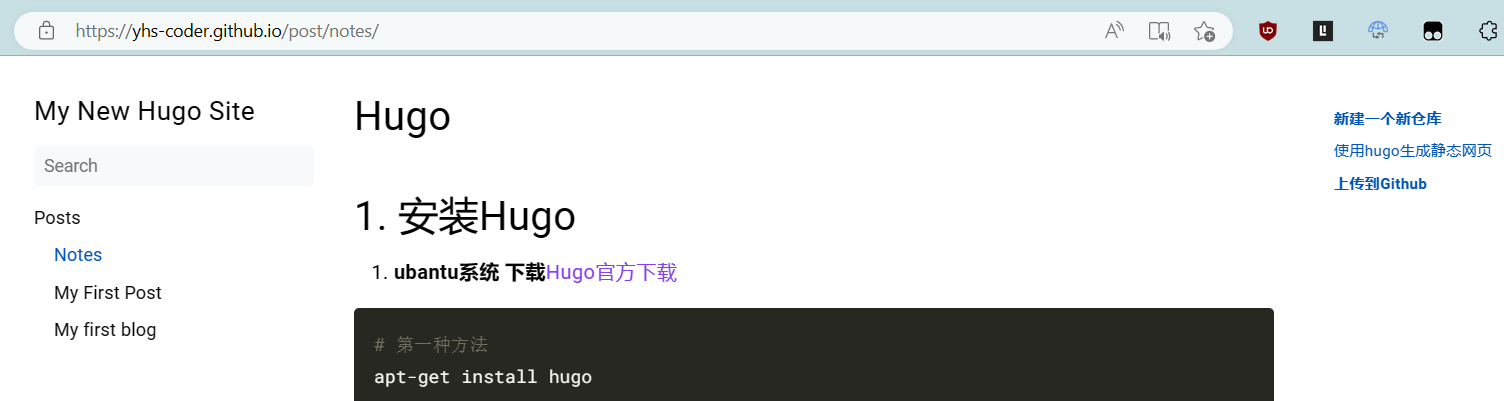 https://yhs-coder.github.io/post/notes/
My New Hugo Site
Search
Posts
Notes
My First Post
My first blog
Hugo
1. 安装Hugo
1. ubantu系统 下载Hugo官方下载
# 第一种方法
apt-get install hugo
新建一个新仓库
使用hugo生成静态网页
上传到Github